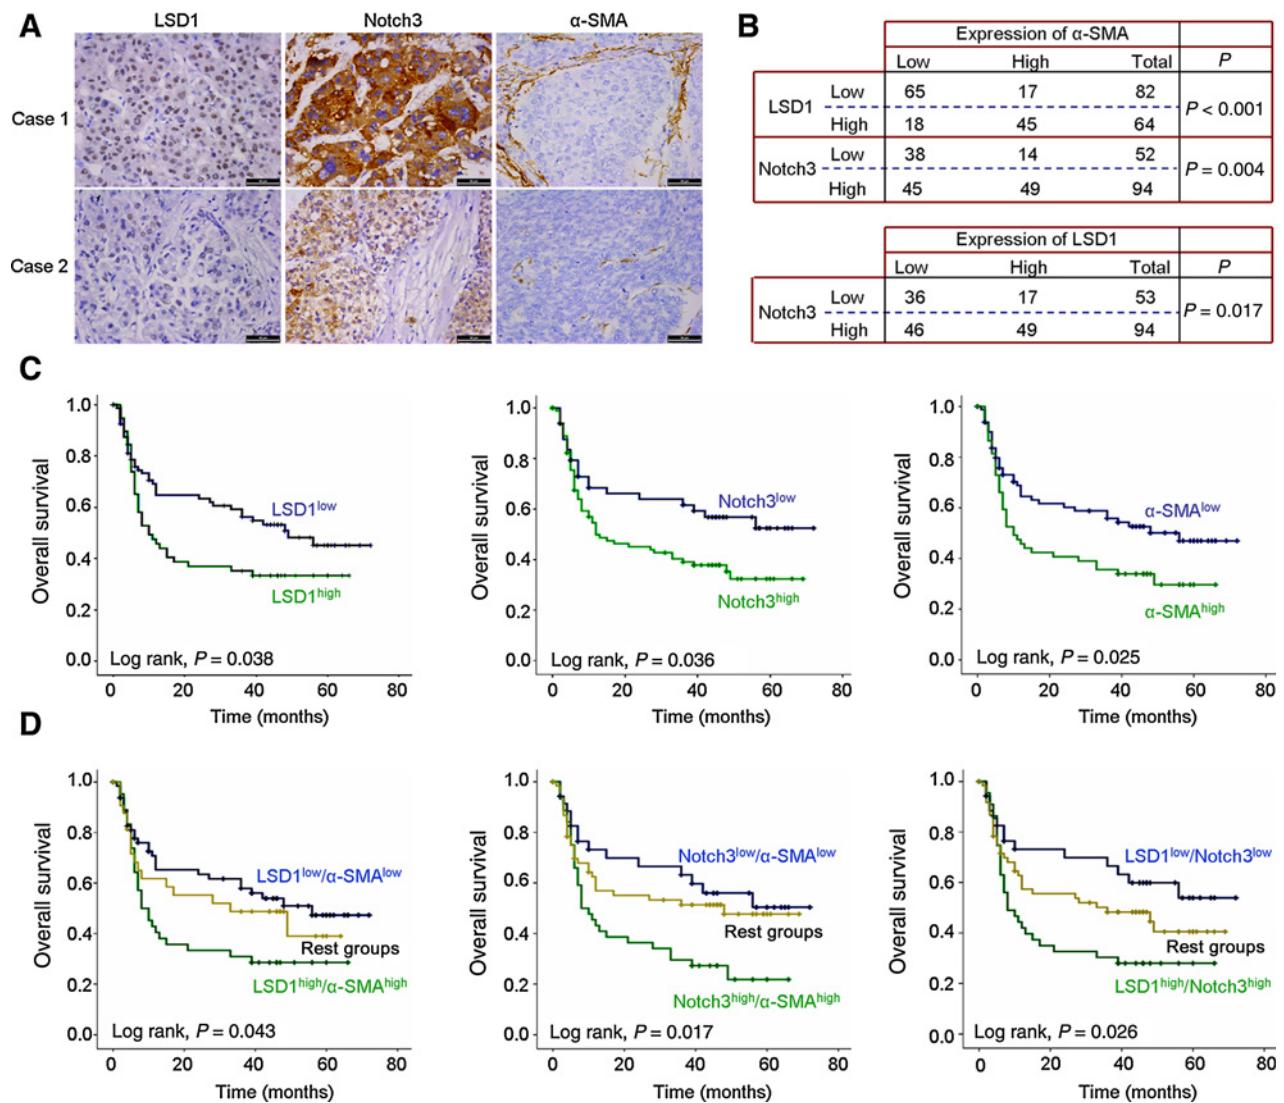 A
LSD1 Notch3 α-SMA
Case 1
Case 2
B
Expression of α-SMA
Low High Total P
LSD1 Low 65 17 82 P < 0.001
High 18 45 64
Notch3 Low 38 14 52 P = 0.004
High 45 49 94
Expression of LSD1
Low High Total P
Notch3 Low 36 17 53 P = 0.017
High 46 49 94
C
Overall survival
1.0
0.8
0.6
0.4
0.2
0.0
LSD1low
LSD1high
Log rank, P = 0.038
0 20 40 60 80
Time (months)
Overall survival
1.0
0.8
0.6
0.4
0.2
0.0
Notch3low
Notch3high
Log rank, P = 0.036
0 20 40 60 80
Time (months)
Overall survival
1.0
0.8
0.6
0.4
0.2
0.0
α-SMAlow
α-SMAhigh
Log rank, P = 0.025
0 20 40 60 80
Time (months)
D
Overall survival
1.0
0.8
0.6
0.4
0.2
0.0
LSD1low/α-SMAlow
Rest groups
LSD1high/α-SMAhigh
Log rank, P = 0.043
0 20 40 60 80
Time (months)
Overall survival
1.0
0.8
0.6
0.4
0.2
0.0
Notch3low/α-SMAlow
Rest groups
Notch3high/α-SMAhigh
Log rank, P = 0.017
0 20 40 60 80
Time (months)
Overall survival
1.0
0.8
0.6
0.4
0.2
0.0
LSD1low/Notch3low
Rest groups
LSD1high/Notch3high
Log rank, P = 0.026
0 20 40 60 80
Time (months)